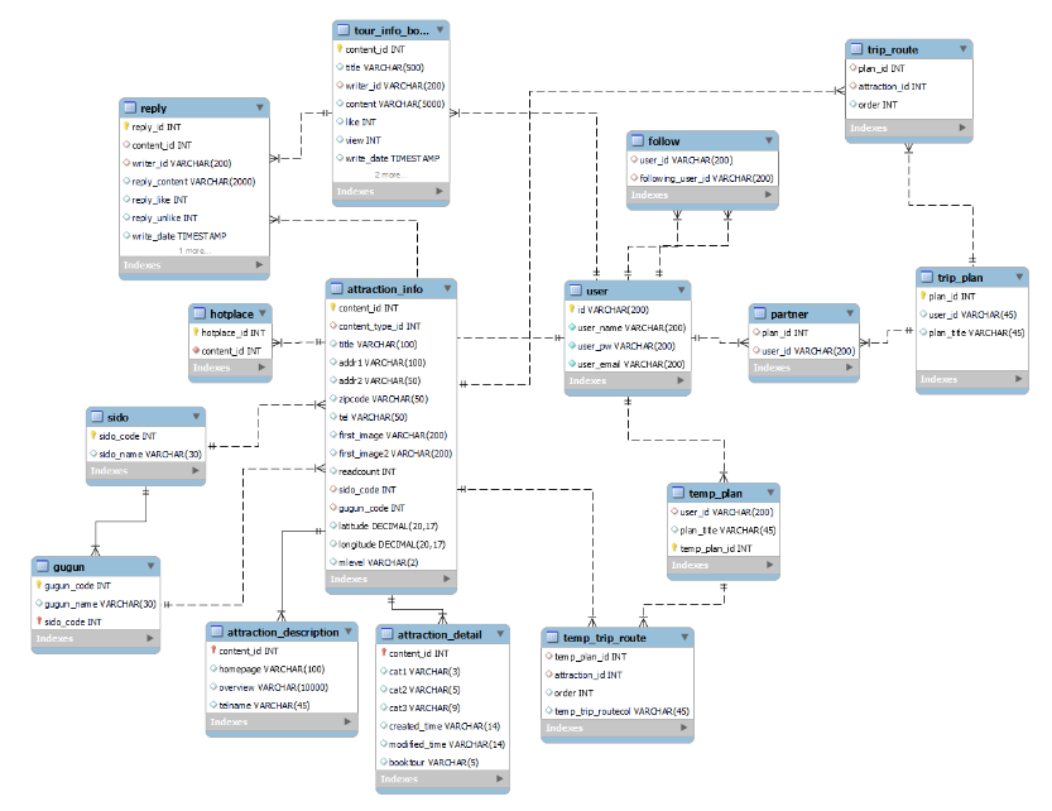 tour_info_bo...
content_id INT
title VARCHAR(500)
writer_id VARCHAR(200)
content VARCHAR(5000)
like INT
view INT
write_date TIMESTAMP
2 more...
Indexes
trip_route
plan_id INT
attraction_id INT
order INT
Indexes
reply
reply_id INT
content_id INT
writer_id VARCHAR(200)
reply_content VARCHAR(2000)
reply_like INT
reply_unlike INT
write_date TIMESTAMP
1 more...
Indexes
follow
user_id VARCHAR(200)
following_user_id VARCHAR(200)
Indexes
attraction_info
content_id INT
content_type_id INT
title VARCHAR(100)
addr1 VARCHAR(100)
addr2 VARCHAR(50)
zipcode VARCHAR(50)
tel VARCHAR(50)
first_image VARCHAR(200)
first_image2 VARCHAR(200)
readcount INT
sido_code INT
gugun_code INT
latitude DECIMAL(20,17)
longitude DECIMAL(20,17)
mlevel VARCHAR(2)
Indexes
user
id VARCHAR(200)
user_name VARCHAR(200)
user_pw VARCHAR(200)
user_email VARCHAR(200)
Indexes
trip_plan
plan_id INT
user_id VARCHAR(45)
plan_title VARCHAR(45)
Indexes
hotplace
hotplace_id INT
content_id INT
Indexes
partner
plan_id INT
user_id VARCHAR(200)
Indexes
sido
sido_code INT
sido_name VARCHAR(30)
Indexes
temp_plan
user_id VARCHAR(200)
plan_title VARCHAR(45)
temp_plan_id INT
Indexes
gugun
gugun_code INT
gugun_name VARCHAR(30)
sido_code INT
Indexes
attraction_description
content_id INT
homepage VARCHAR(100)
overview VARCHAR(10000)
telname VARCHAR(45)
Indexes
attraction_detail
content_id INT
cat1 VARCHAR(3)
cat2 VARCHAR(5)
cat3 VARCHAR(9)
created_time VARCHAR(14)
modified_time VARCHAR(14)
booktour VARCHAR(5)
Indexes
temp_trip_route
temp_plan_id INT
attraction_id INT
order INT
temp_trip_routecol VARCHAR(45)
Indexes